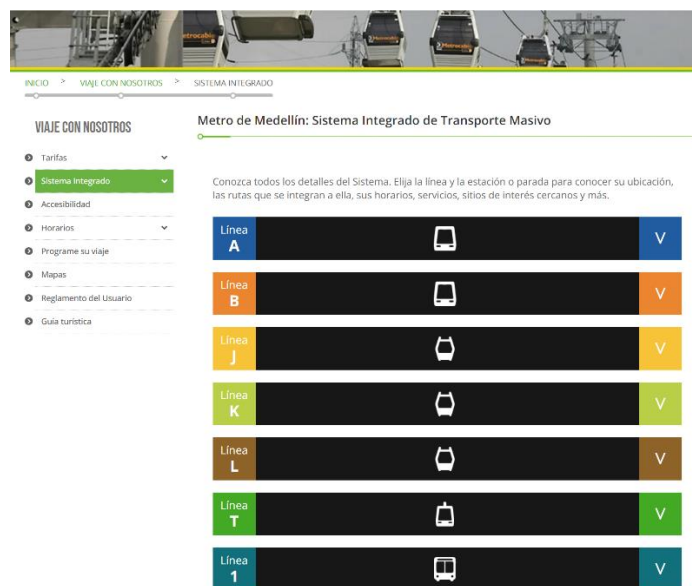 etrocable
Metrocable
Metrocable
INICIO > VIAJE CON NOSOTROS > SISTEMA INTEGRADO
VIAJE CON NOSOTROS
Tarifas
Sistema Integrado
Accesibilidad
Horarios
Programe su viaje
Mapas
Reglamento del Usuario
Guía turística
Metro de Medellín: Sistema Integrado de Transporte Masivo
Conozca todos los detalles del Sistema. Elija la línea y la estación o parada para conocer su ubicación,
las rutas que se integran a ella, sus horarios, servicios, sitios de interés cercanos y más.
Línea
A
V
Línea
B
V
Línea
J
V
Línea
K
V
Línea
L
V
Línea
T
V
Línea
1
V